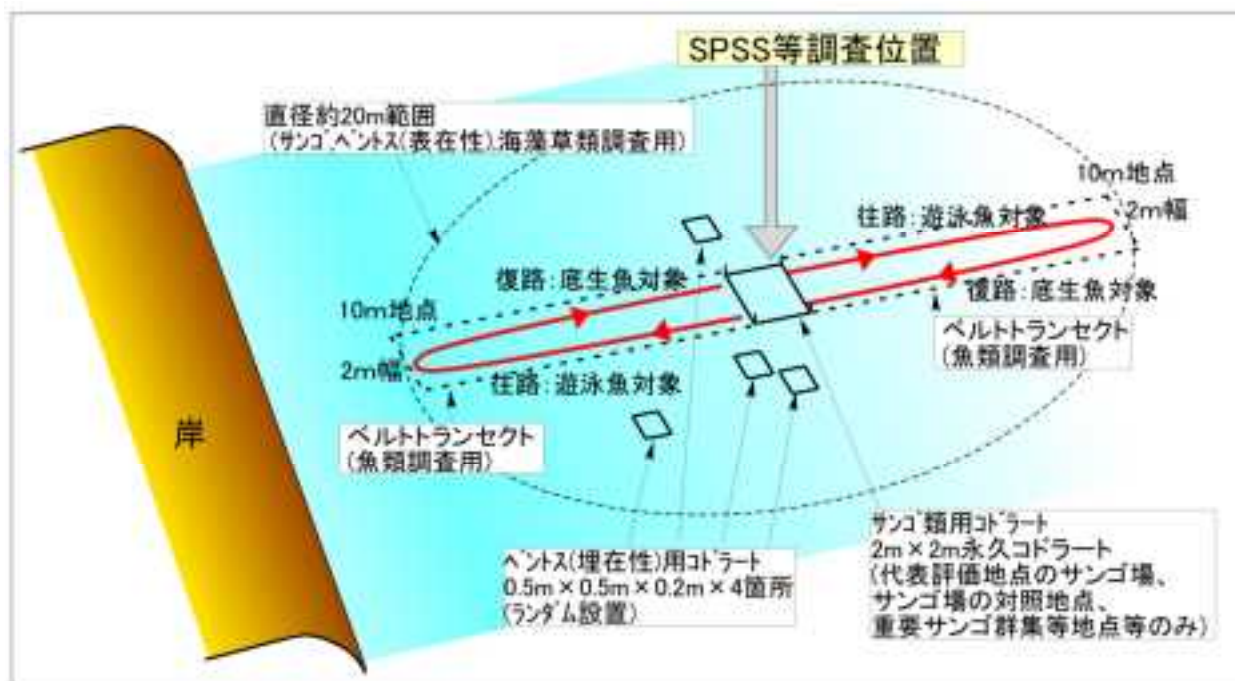 SPSS等調査位置
直径約20m範囲
(サンゴ、ベントス(表在性)、海藻草類調査用)
10m地点
2m幅
往路:遊泳魚対象
復路:底生魚対象
復路:底生魚対象
10m地点
ベルトトランセクト
(魚類調査用)
2m幅
往路:遊泳魚対象
岸
ベルトトランセクト
(魚類調査用)
ベントス(埋在性)用コドラート
0.5m×0.5m×0.2m×4箇所
(ランダム設置)
サンゴ類用コドラート
2m×2m永久コドラート
(代表評価地点のサンゴ場、
サンゴ場の対照地点、
重要サンゴ群集等地点等のみ)